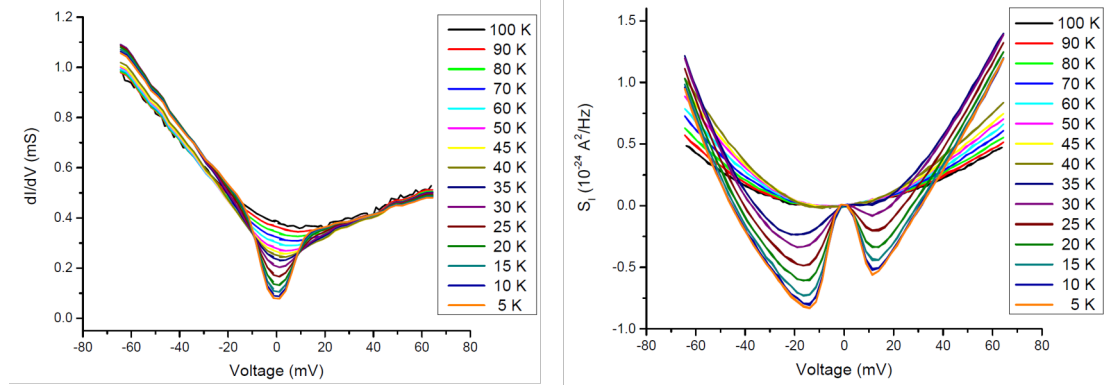 1.2
1.0
0.8
0.6
0.4
0.2
0.0
dI/dV (mS)
-80 -60 -40 -20 0 20 40 60 80
Voltage (mV)
100 K
90 K
80 K
70 K
60 K
50 K
45 K
40 K
35 K
30 K
25 K
20 K
15 K
10 K
5 K
1.5
1.0
0.5
0.0
-0.5
-1.0
S_I (10^-24 A^2/Hz)
-80 -60 -40 -20 0 20 40 60 80
Voltage (mV)
100 K
90 K
80 K
70 K
60 K
50 K
45 K
40 K
35 K
30 K
25 K
20 K
15 K
10 K
5 K